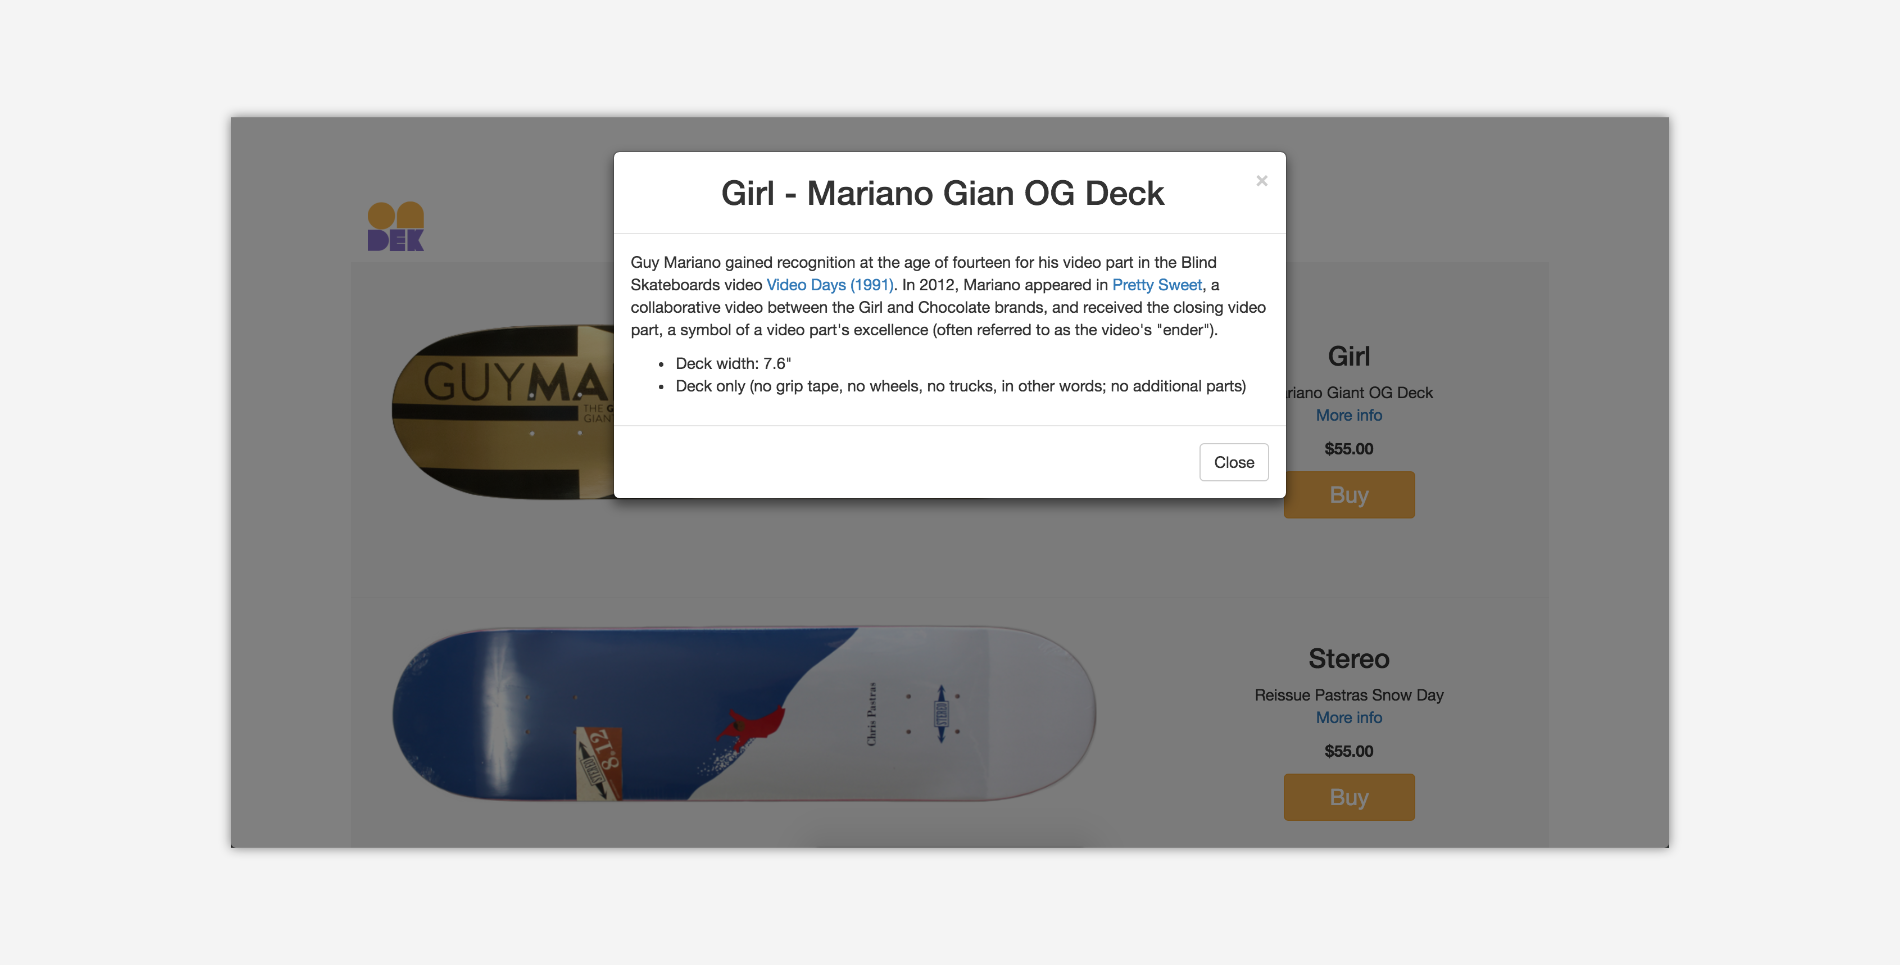 Girl - Mariano Gian OG Deck
×
DEK
Guy Mariano gained recognition at the age of fourteen for his video part in the Blind
Skateboards video Video Days (1991). In 2012, Mariano appeared in Pretty Sweet, a
collaborative video between the Girl and Chocolate brands, and received the closing video
part, a symbol of a video part's excellence (often referred to as the video's "ender").
• Deck width: 7.6"
• Deck only (no grip tape, no wheels, no trucks, in other words; no additional parts)
Close
GUYMA
THE G
GIAN
Girl
riano Giant OG Deck
More info
$55.00
Buy
8.12
Chris Pastras
STEREO
Stereo
Reissue Pastras Snow Day
More info
$55.00
Buy